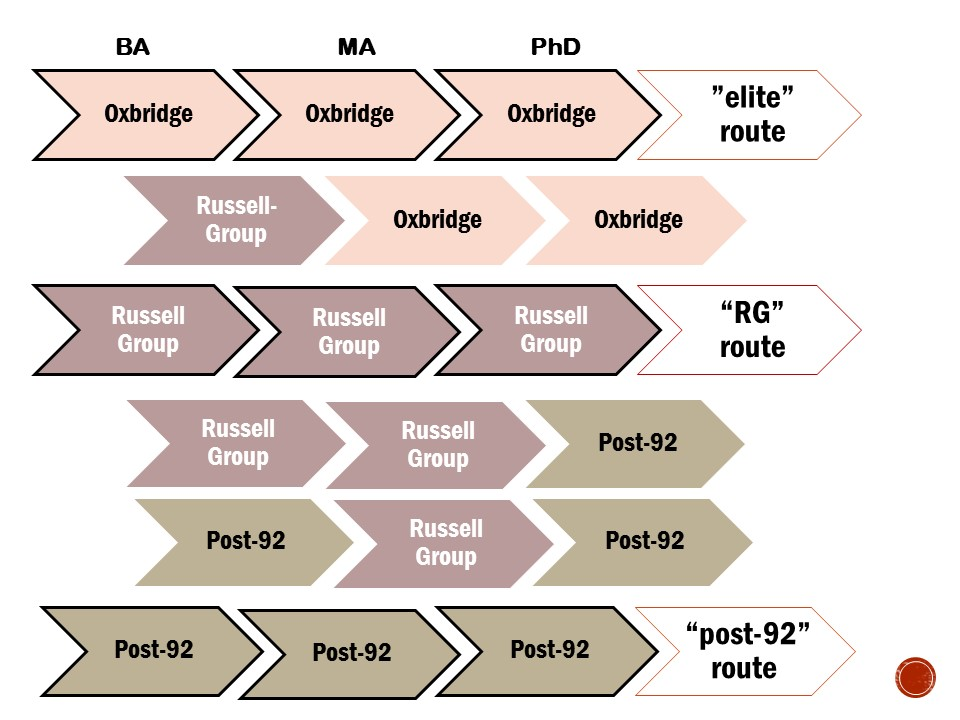 BA MA PhD
Oxbridge Oxbridge Oxbridge ”elite”
route
Russell-
Group Oxbridge Oxbridge
Russell Russell Russell “RG”
Group Group Group route
Russell Russell Post-92
Group Group
Post-92 Russell Post-92
Group
Post-92 Post-92 Post-92 “post-92”
route